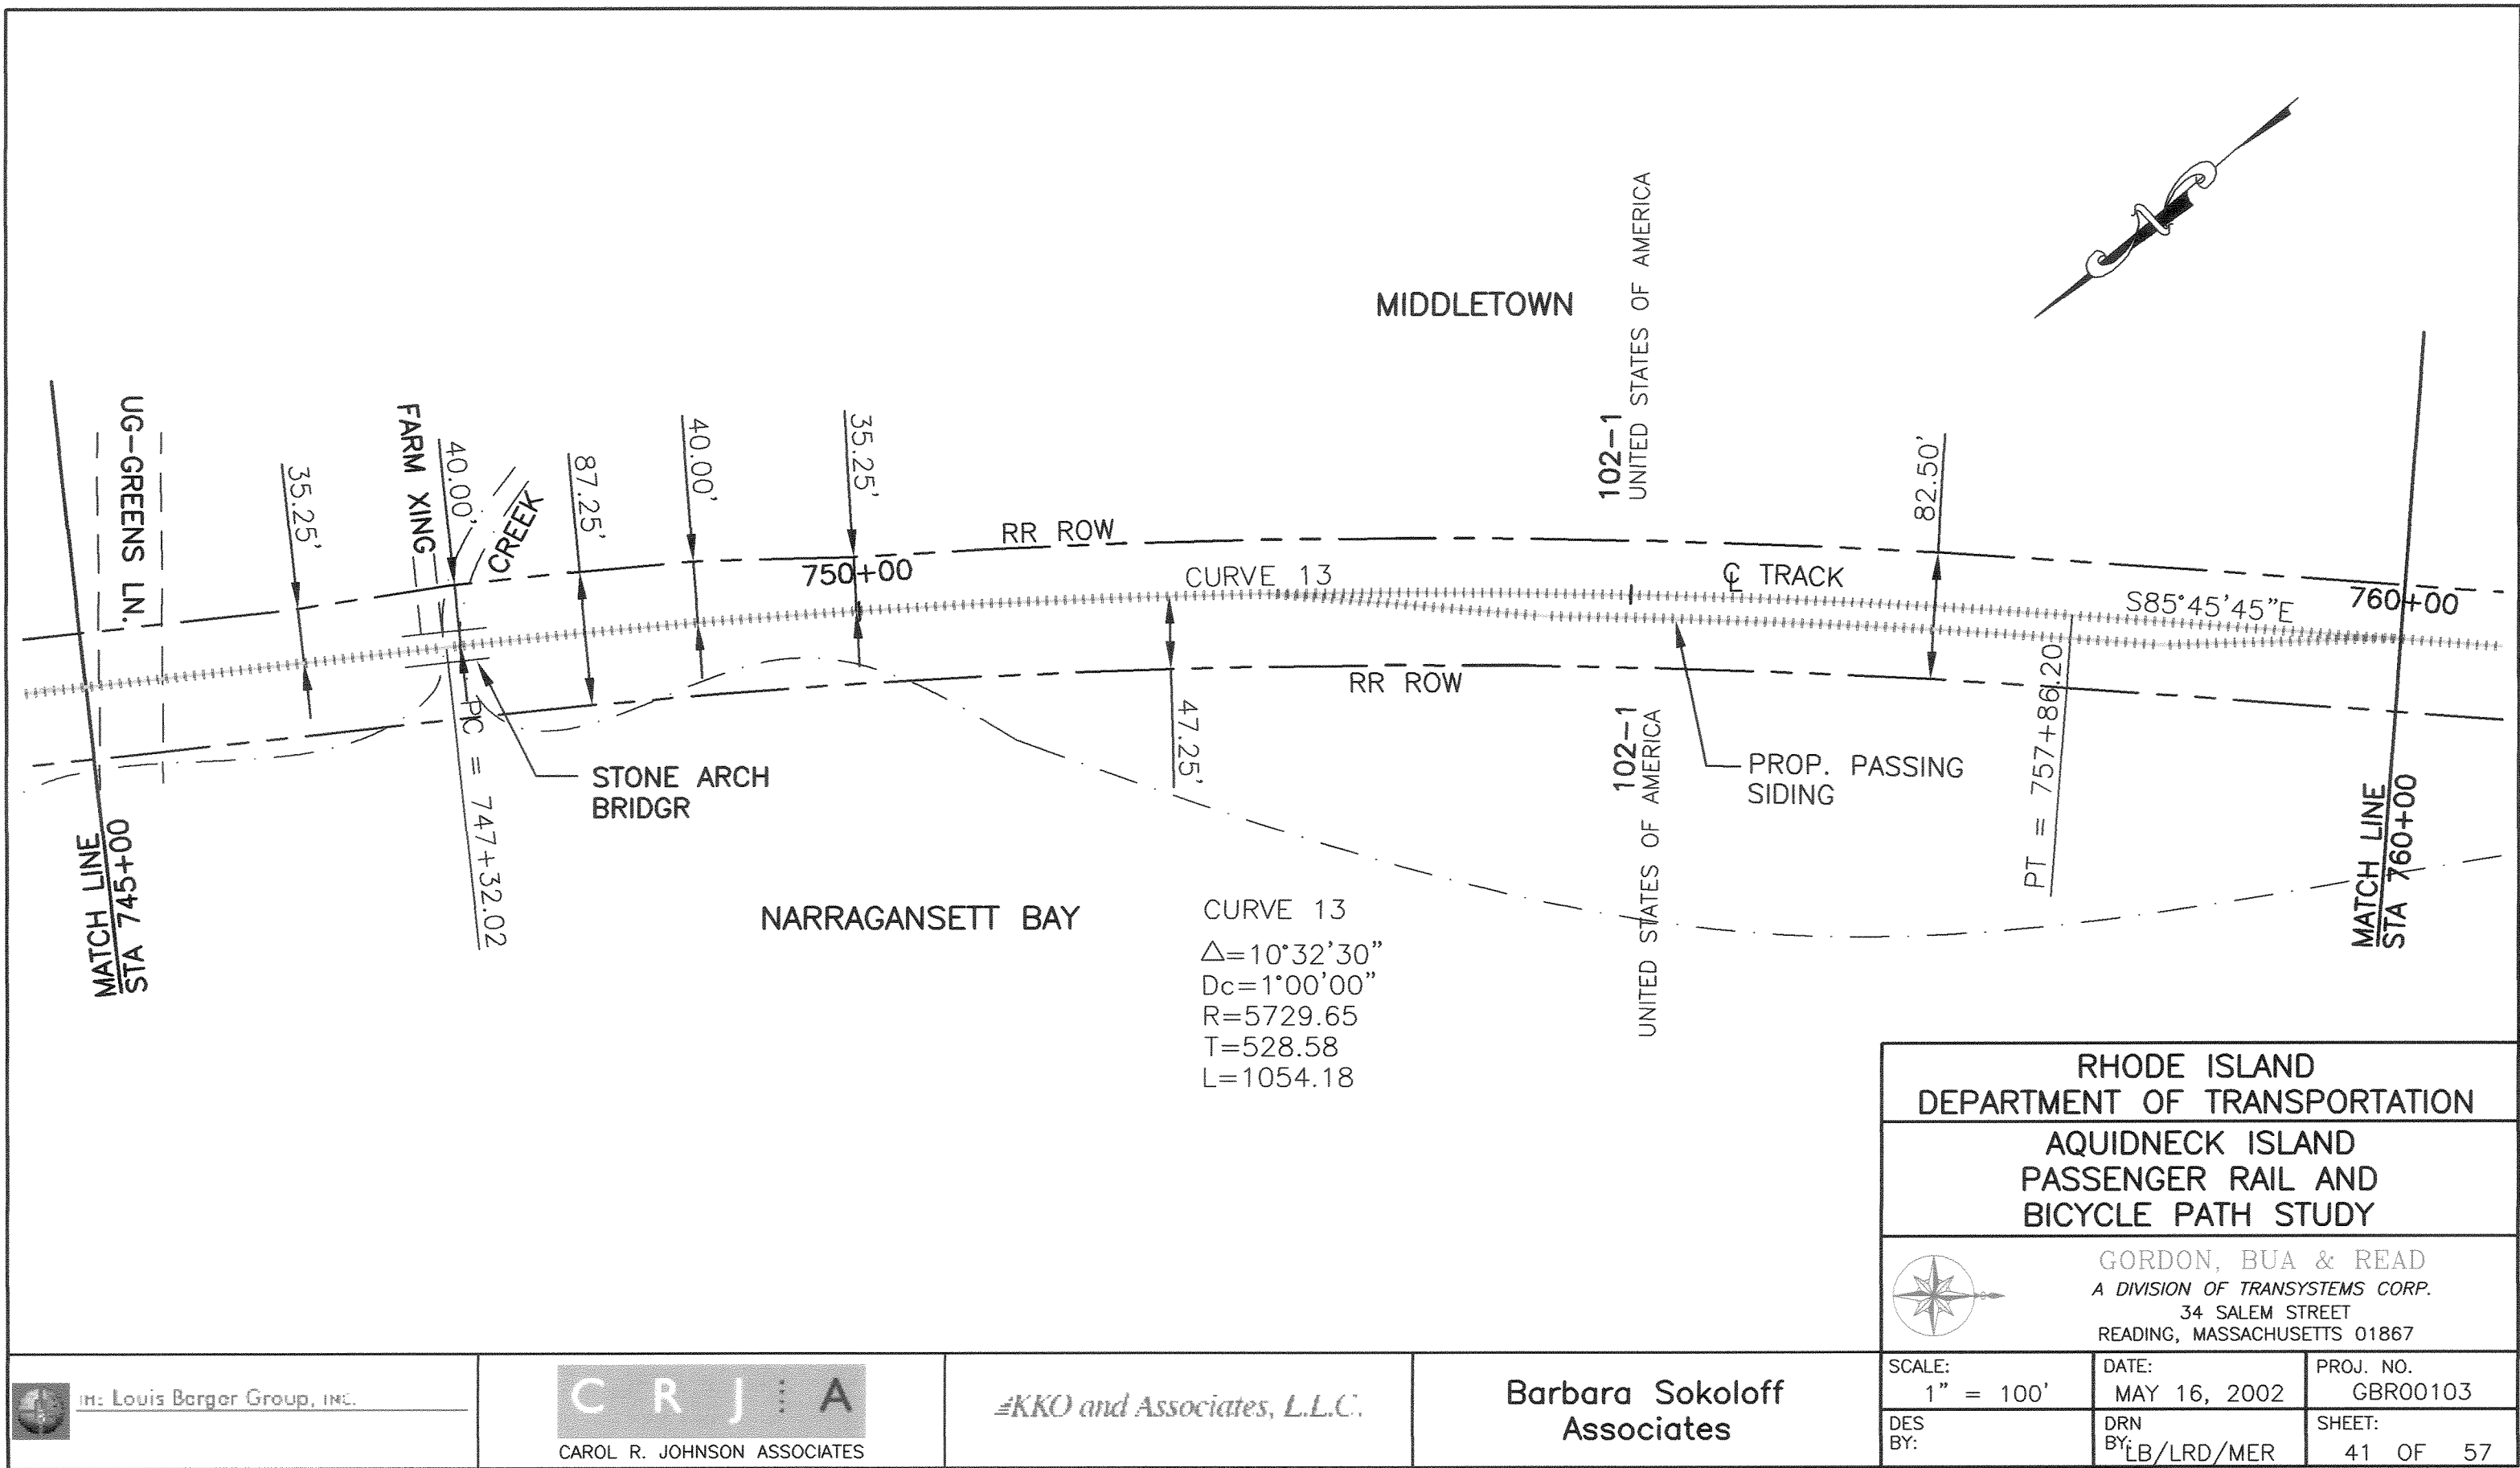 MIDDLETOWN
102-1
UNITED STATES OF AMERICA
UG-GREENS LN.
35.25'
FARM XING
40.00'
CREEK
87.25'
40.00'
35.25'
82.50'
RR ROW
750+00
CURVE 13
℄ TRACK
S85°45'45"E
760+00
RR ROW
PIC = 747+32.02
STONE ARCH
BRIDGR
47.25'
102-1
UNITED STATES OF AMERICA
PROP. PASSING
SIDING
PT = 757+86.20
MATCH LINE
STA 745+00
MATCH LINE
STA 760+00
NARRAGANSETT BAY
CURVE 13
Δ=10°32'30"
Dc=1°00'00"
R=5729.65
T=528.58
L=1054.18
RHODE ISLAND
DEPARTMENT OF TRANSPORTATION
AQUIDNECK ISLAND
PASSENGER RAIL AND
BICYCLE PATH STUDY
GORDON, BUA & READ
A DIVISION OF TRANSYSTEMS CORP.
34 SALEM STREET
READING, MASSACHUSETTS 01867
THE Louis Berger Group, INC.
C R J A
CAROL R. JOHNSON ASSOCIATES
KKO and Associates, L.L.C.
Barbara Sokoloff
Associates
SCALE:
1" = 100'
DATE:
MAY 16, 2002
PROJ. NO.
GBR00103
DES
BY:
DRN
BY: LB/LRD/MER
SHEET:
41 OF 57